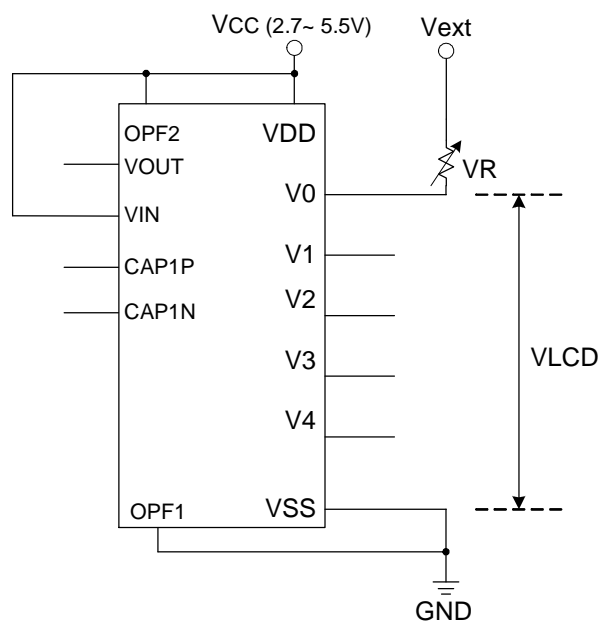 VCC (2.7~ 5.5V)
Vext
OPF2
VDD
VOUT
VR
V0
VIN
V1
CAP1P
V2
CAP1N
V3
VLCD
V4
OPF1
VSS
GND